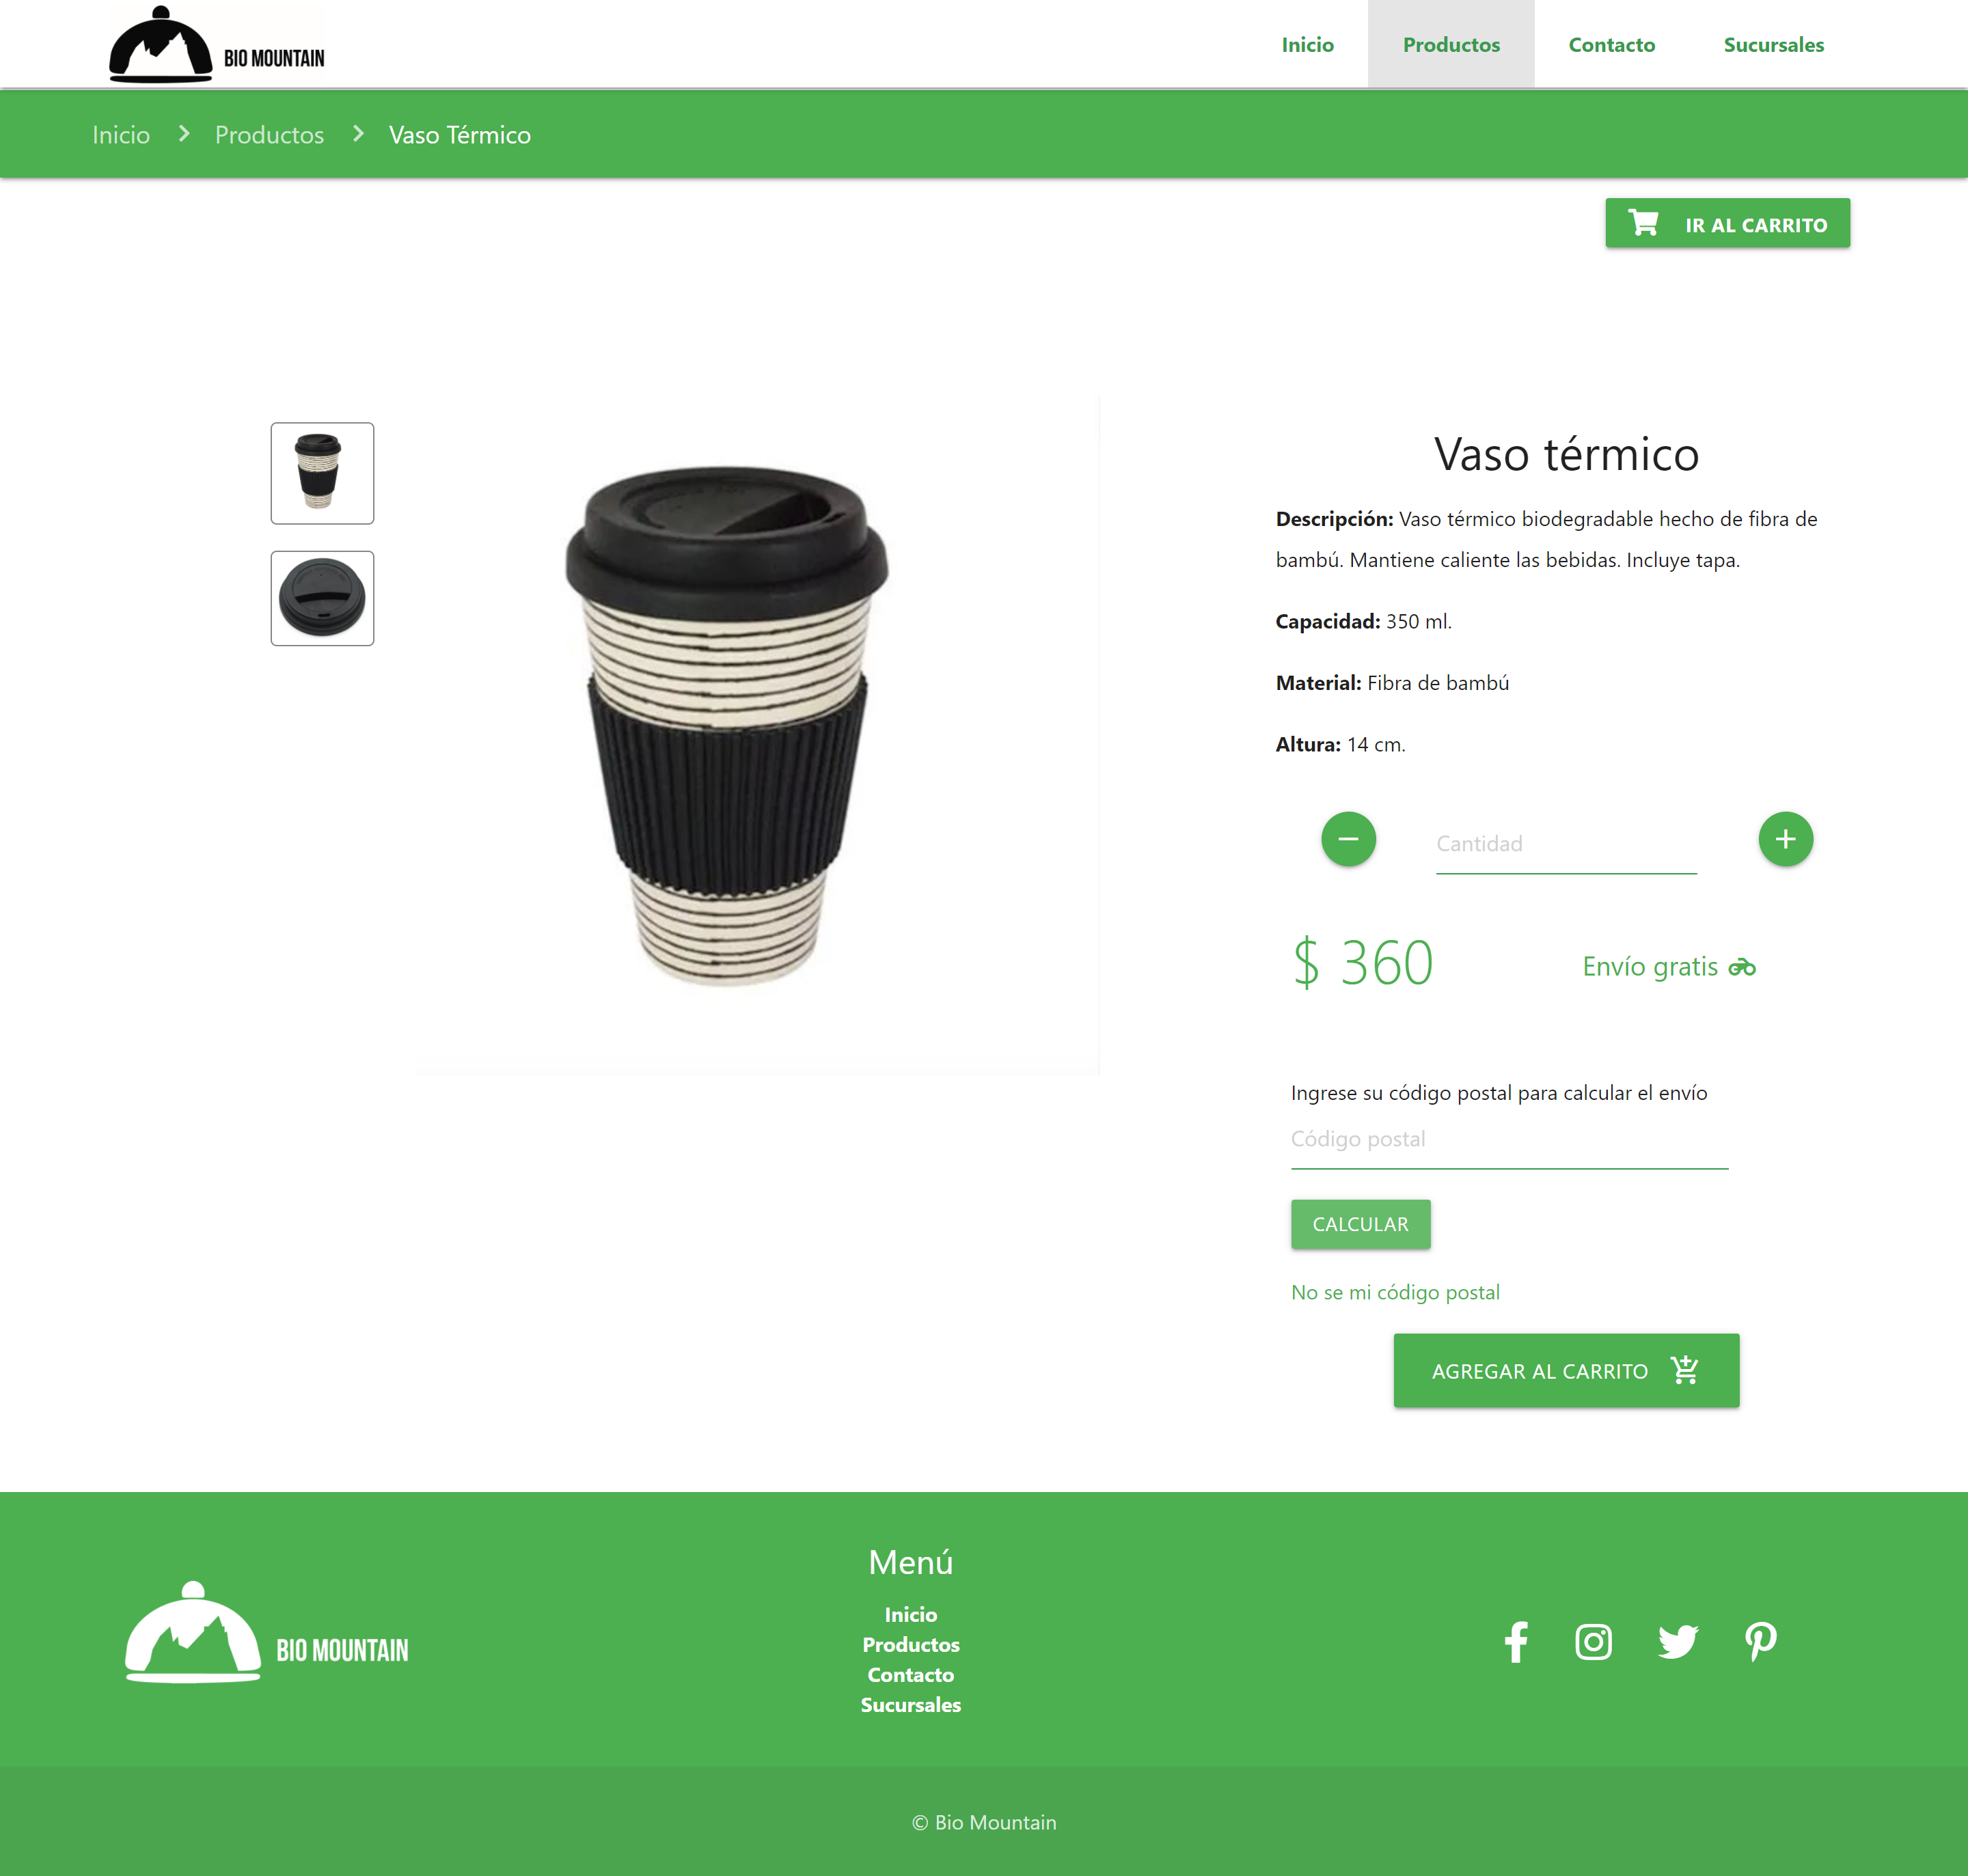 BIO MOUNTAIN
Inicio
Productos
Contacto
Sucursales
Inicio
Productos
Vaso Térmico
IR AL CARRITO
Vaso térmico
Descripción: Vaso térmico biodegradable hecho de fibra de
bambú. Mantiene caliente las bebidas. Incluye tapa.
Capacidad: 350 ml.
Material: Fibra de bambú
Altura: 14 cm.
Cantidad
$ 360
Envío gratis
Ingrese su código postal para calcular el envío
Código postal
CALCULAR
No se mi código postal
AGREGAR AL CARRITO
BIO MOUNTAIN
Menú
Inicio
Productos
Contacto
Sucursales
© Bio Mountain